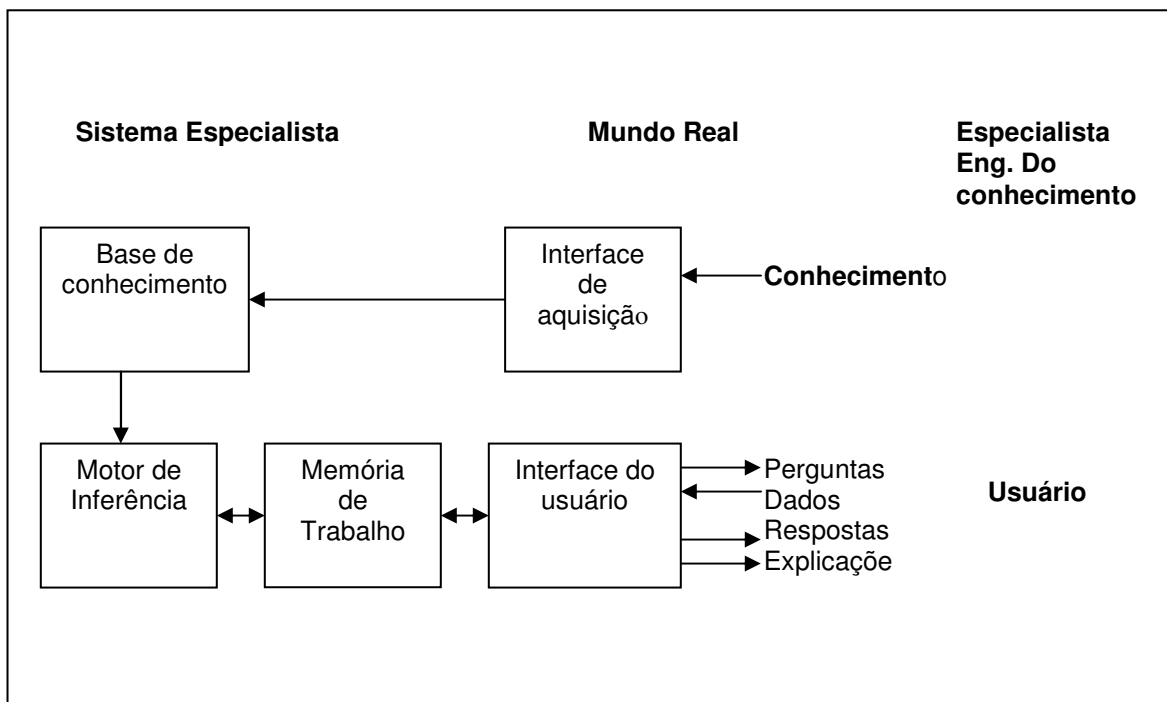 Sistema Especialista
Mundo Real
Especialista
Eng. Do
conhecimento
Base de
conhecimento
Interface
de
aquisição
Conhecimento
Motor de
Inferência
Memória
de
Trabalho
Interface do
usuário
Perguntas
Dados
Respostas
Explicaçõe
Usuário